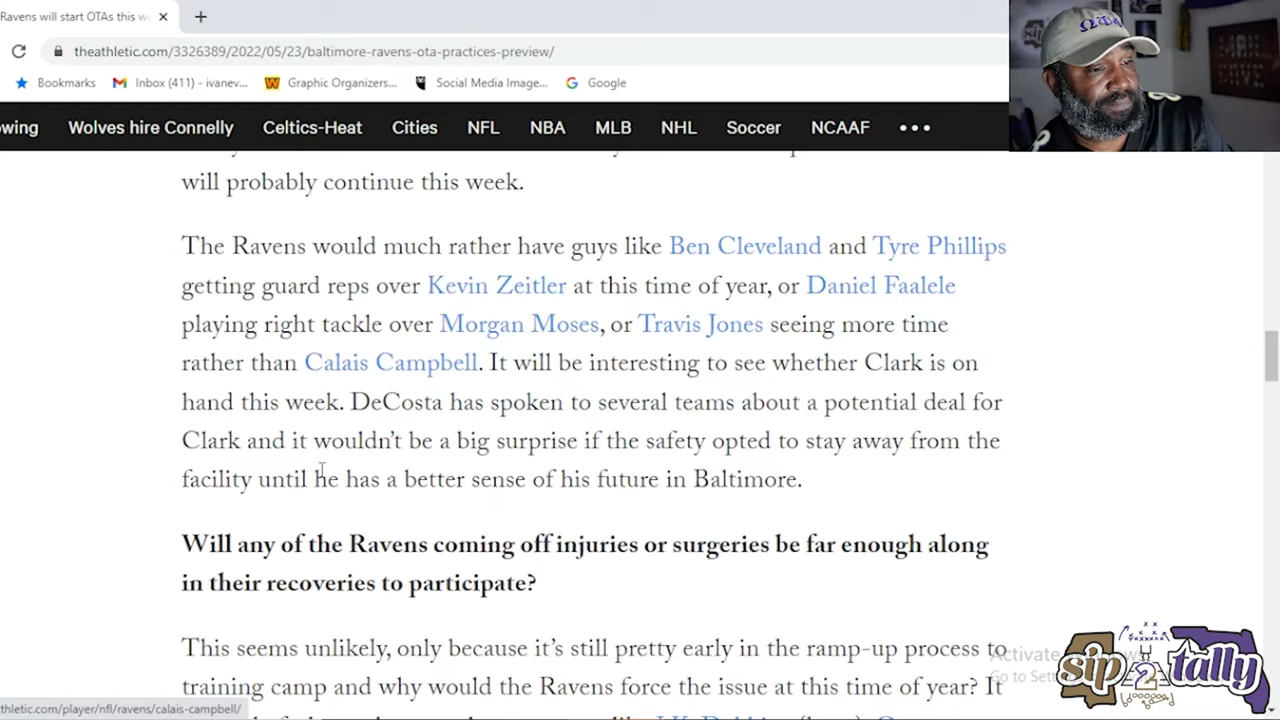 Ravens will start OTAs this w
theathletic.com/3326389/2022/05/23/baltimore-ravens-ota-practices-preview/
Bookmarks Inbox (411) - ivanev... Graphic Organizers... Social Media Image... Google
owing Wolves hire Connelly Celtics-Heat Cities NFL NBA MLB NHL Soccer NCAAF
will probably continue this week.
The Ravens would much rather have guys like Ben Cleveland and Tyre Phillips
getting guard reps over Kevin Zeitler at this time of year, or Daniel Faalele
playing right tackle over Morgan Moses, or Travis Jones seeing more time
rather than Calais Campbell. It will be interesting to see whether Clark is on
hand this week. DeCosta has spoken to several teams about a potential deal for
Clark and it wouldn't be a big surprise if the safety opted to stay away from the
facility until he has a better sense of his future in Baltimore.
Will any of the Ravens coming off injuries or surgeries be far enough along
in their recoveries to participate?
This seems unlikely, only because it's still pretty early in the ramp-up process to
training camp and why would the Ravens force the issue at this time of year? It
Activate
Go to Sett
sip 2 tally
thletic.com/player/nfl/ravens/calais-campbell/